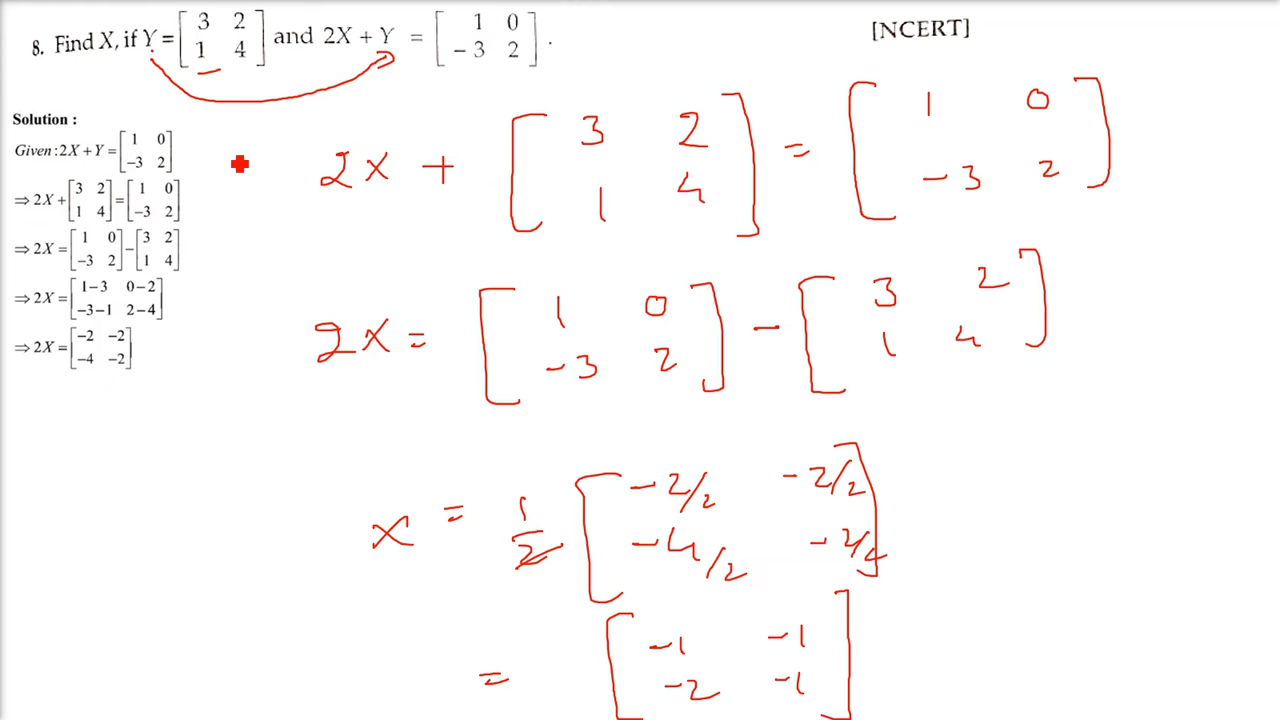 8. Find X, if Y = [ 3 2 ; 1 4 ] and 2X + Y = [ 1 0 ; -3 2 ] . [NCERT]
Solution :
Given: 2X + Y = [ 1 0 ; -3 2 ]
⇒ 2X + [ 3 2 ; 1 4 ] = [ 1 0 ; -3 2 ]
⇒ 2X = [ 1 0 ; -3 2 ] - [ 3 2 ; 1 4 ]
⇒ 2X = [ 1-3 0-2 ; -3-1 2-4 ]
⇒ 2X = [ -2 -2 ; -4 -2 ]
2X + [ 3 2 ; 1 4 ] = [ 1 0 ; -3 2 ]
2X = [ 1 0 ; -3 2 ] - [ 3 2 ; 1 4 ]
X = 1/2 [ -2/2 -2/2 ; -4/2 -2/2 ]
= [ -1 -1 ; -2 -1 ]